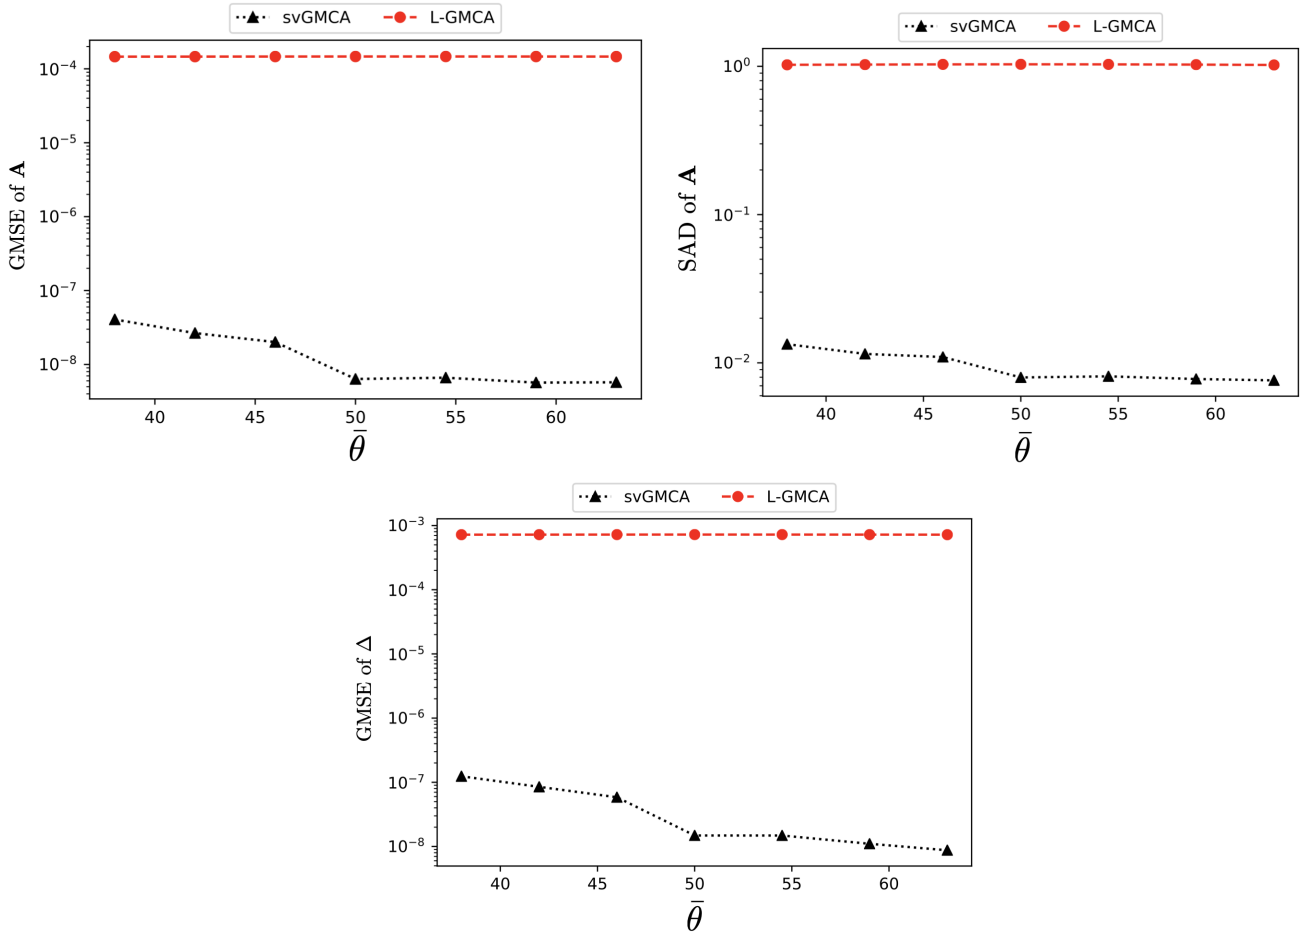 svGMCA L-GMCA
GMSE of A
10⁻⁴
10⁻⁵
10⁻⁶
10⁻⁷
10⁻⁸
40 45 50 55 60
θ̄
svGMCA L-GMCA
SAD of A
10⁰
10⁻¹
10⁻²
40 45 50 55 60
θ̄
svGMCA L-GMCA
GMSE of Δ
10⁻³
10⁻⁴
10⁻⁵
10⁻⁶
10⁻⁷
10⁻⁸
40 45 50 55 60
θ̄